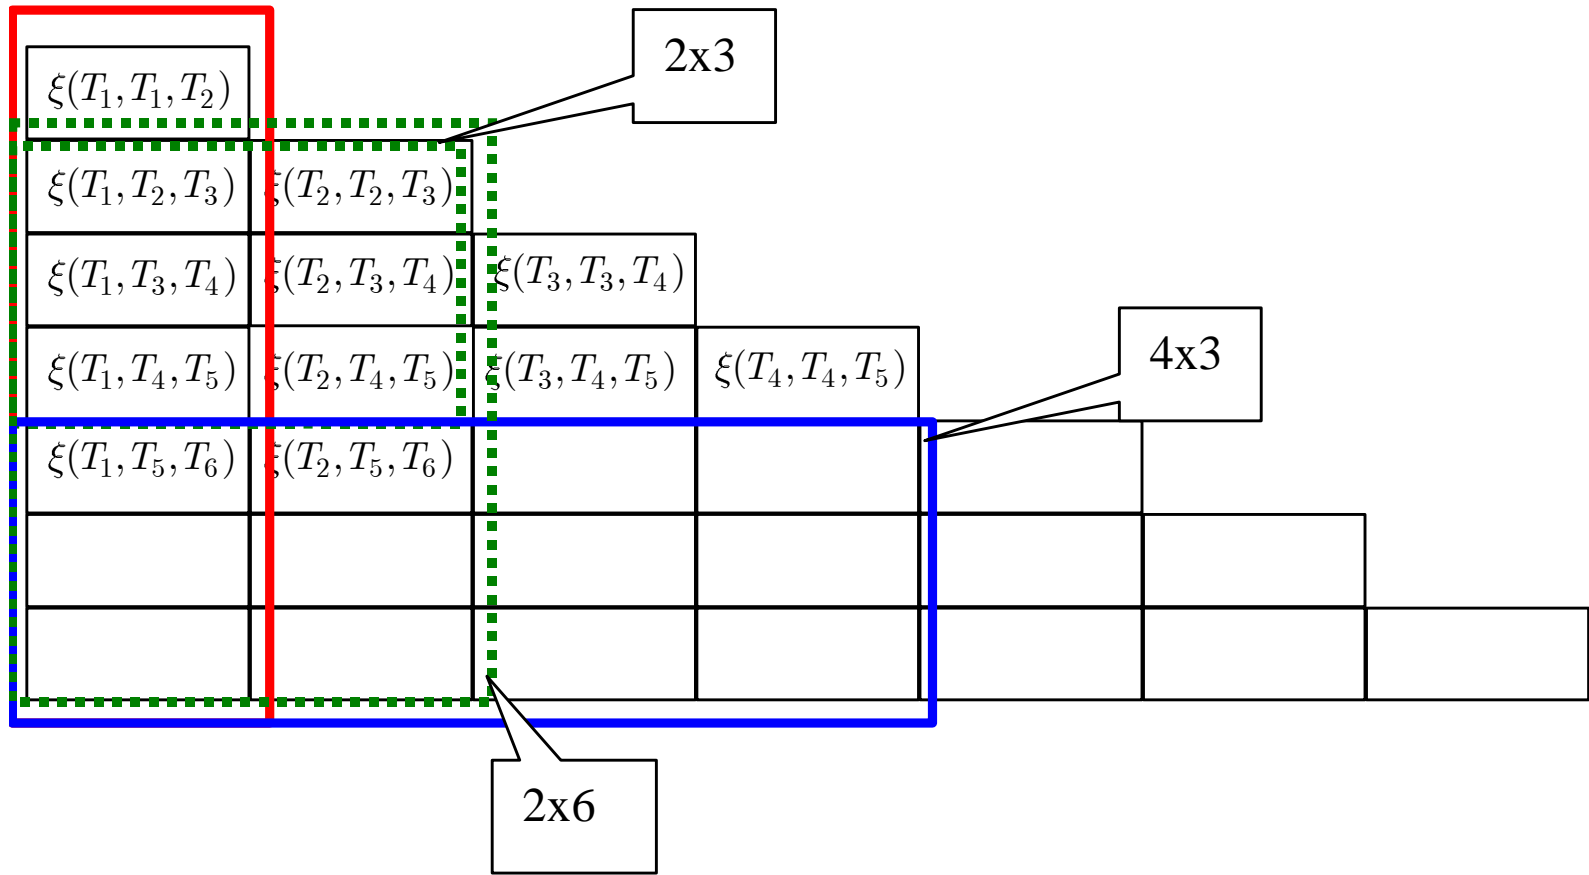 2x3
ξ(T₁, T₁, T₂)
ξ(T₁, T₂, T₃) ξ(T₂, T₂, T₃)
ξ(T₁, T₃, T₄) ξ(T₂, T₃, T₄) ξ(T₃, T₃, T₄)
ξ(T₁, T₄, T₅) ξ(T₂, T₄, T₅) ξ(T₃, T₄, T₅) ξ(T₄, T₄, T₅)
4x3
ξ(T₁, T₅, T₆) ξ(T₂, T₅, T₆)
2x6